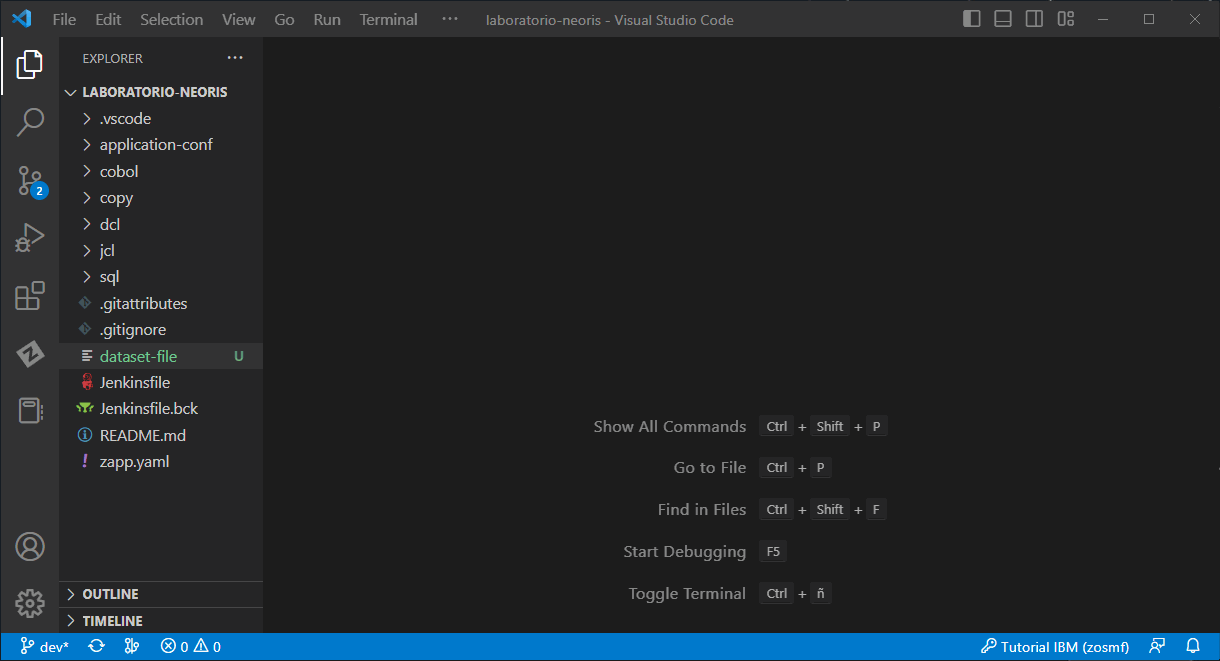 File Edit Selection View Go Run Terminal ··· laboratorio-neoris - Visual Studio Code
EXPLORER ···
LABORATORIO-NEORIS
.vscode
application-conf
cobol
copy
dcl
jcl
sql
.gitattributes
.gitignore
dataset-file U
Jenkinsfile
Jenkinsfile.bck
README.md
! zapp.yaml
OUTLINE
TIMELINE
2
Z
Show All Commands Ctrl + Shift + P
Go to File Ctrl + P
Find in Files Ctrl + Shift + F
Start Debugging F5
Toggle Terminal Ctrl + ñ
dev* 0 0 Tutorial IBM (zosmf)